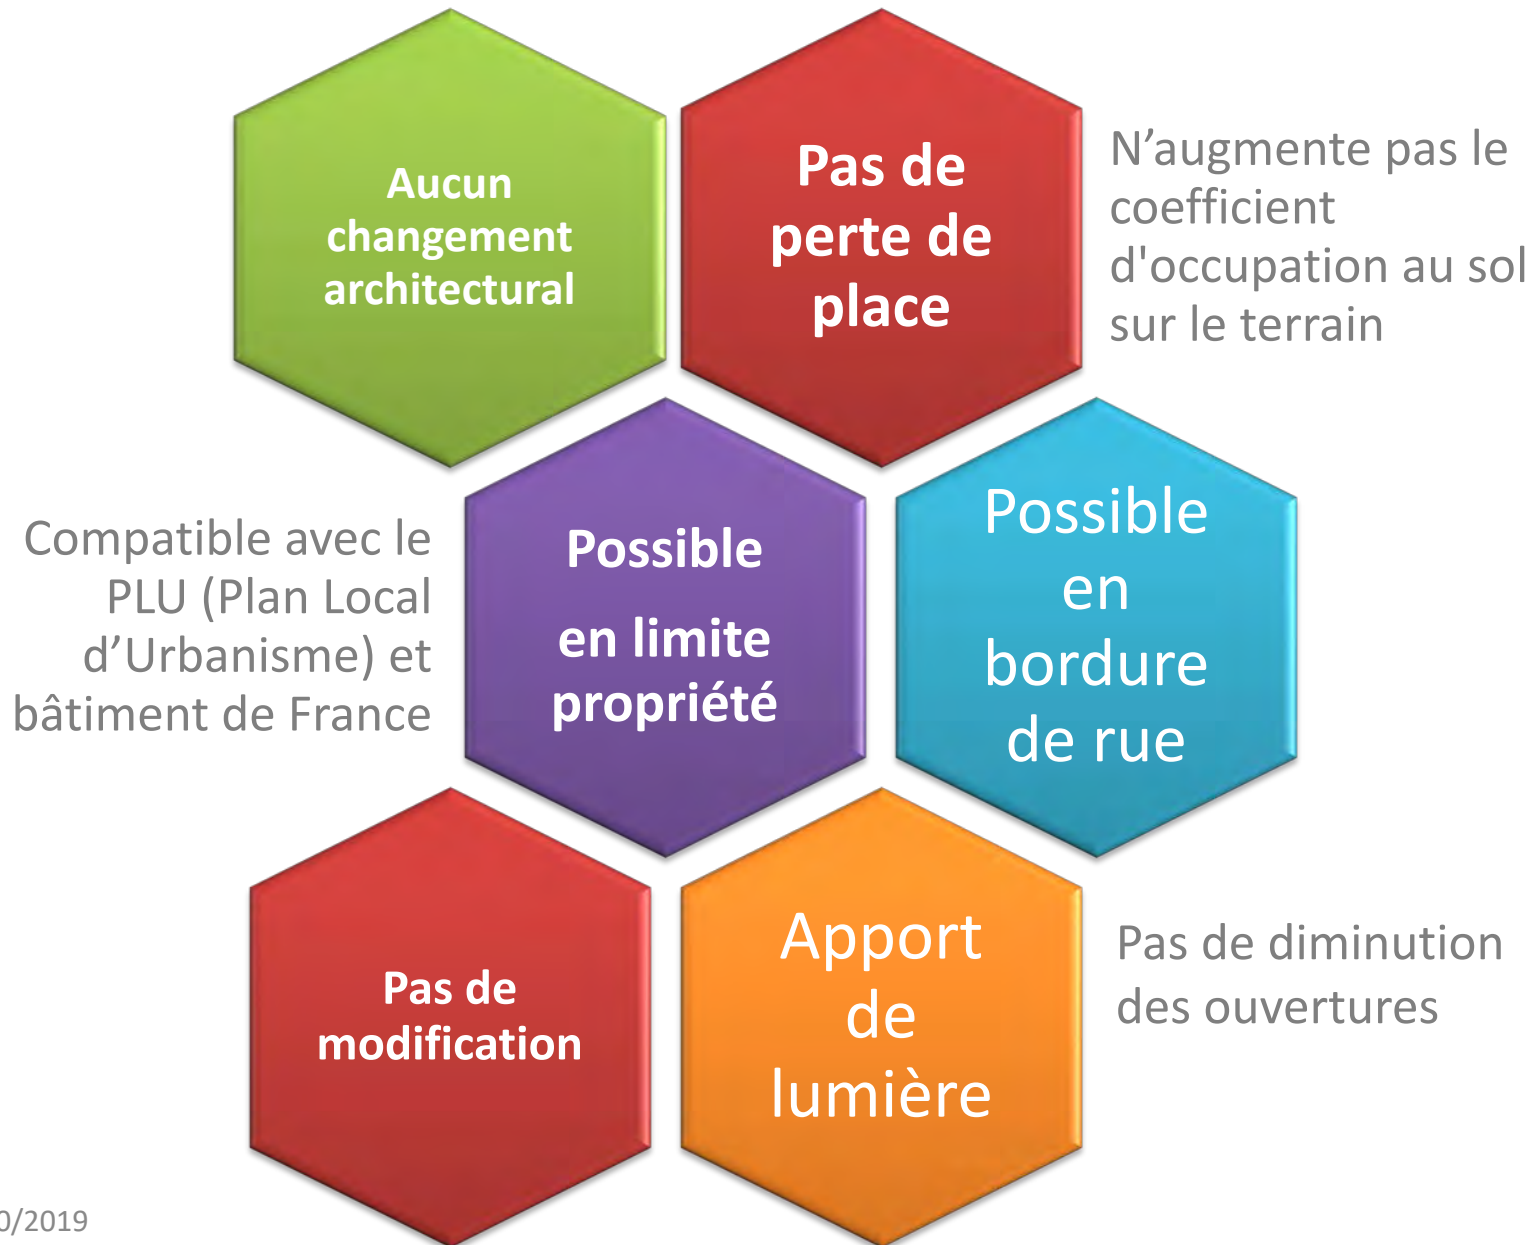 Aucun
changement
architectural
Pas de
perte de
place
N’augmente pas le
coefficient
d'occupation au sol
sur le terrain
Compatible avec le
PLU (Plan Local
d’Urbanisme) et
bâtiment de France
Possible
en limite
propriété
Possible
en
bordure
de rue
Pas de
modification
Apport
de
lumière
Pas de diminution
des ouvertures
0/2019